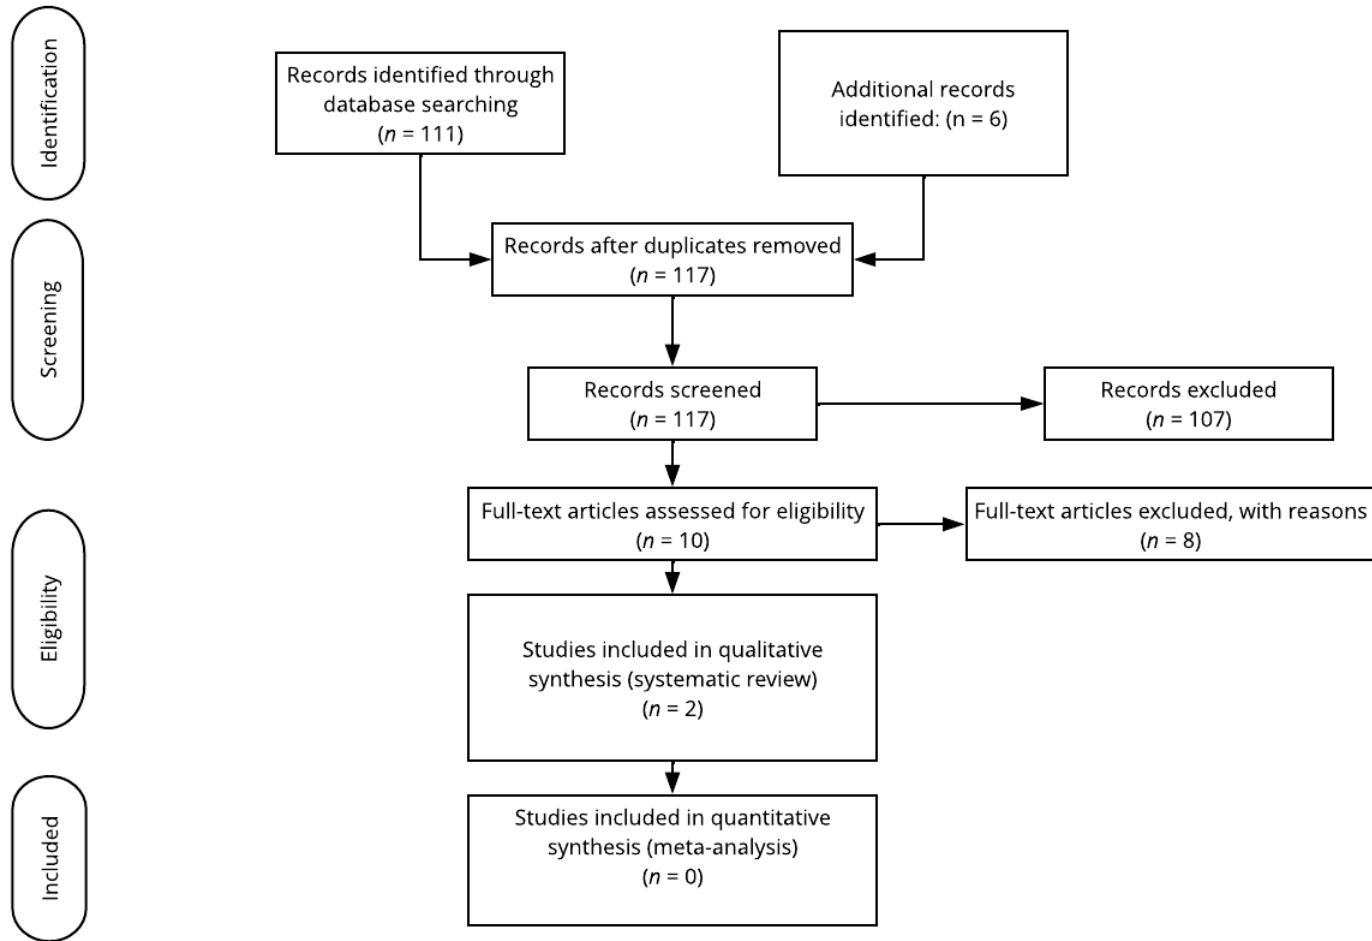 Identification
Records identified through
database searching
(n = 111)
Additional records
identified: (n = 6)
Screening
Records after duplicates removed
(n = 117)
Records screened
(n = 117)
Records excluded
(n = 107)
Eligibility
Full-text articles assessed for eligibility
(n = 10)
Full-text articles excluded, with reasons
(n = 8)
Studies included in qualitative
synthesis (systematic review)
(n = 2)
Included
Studies included in quantitative
synthesis (meta-analysis)
(n = 0)